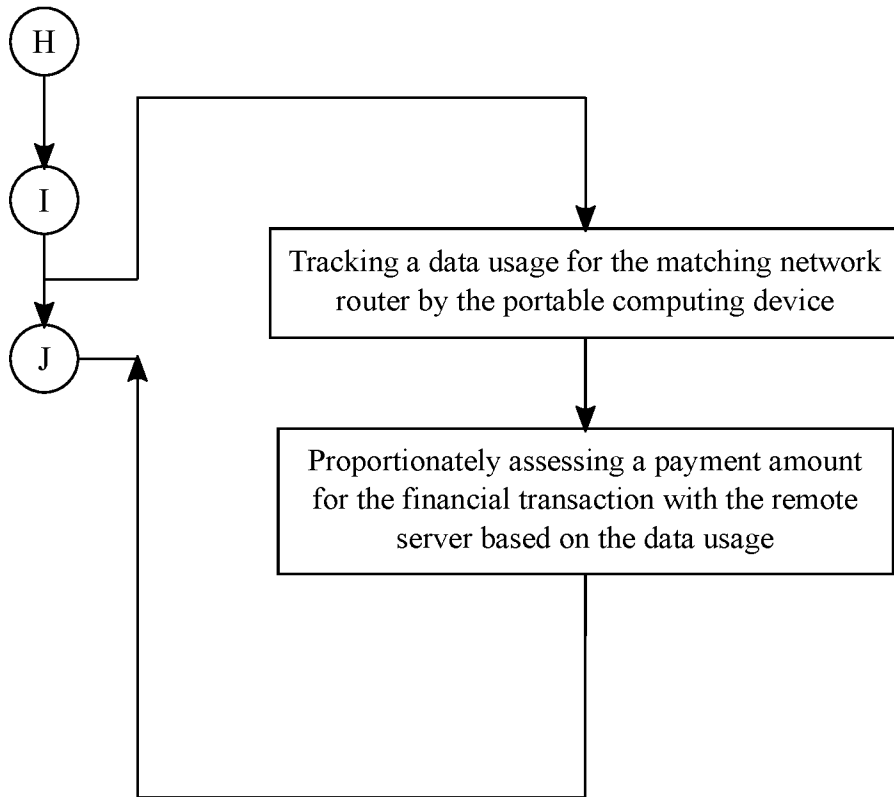 H
I
J
Tracking a data usage for the matching network
router by the portable computing device
Proportionately assessing a payment amount
for the financial transaction with the remote
server based on the data usage